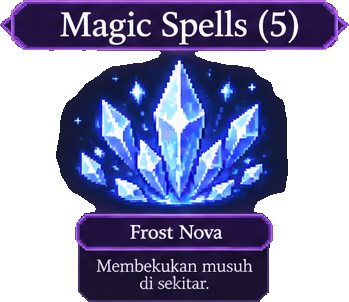 Magic Spells (5)
Frost Nova
Membekukan musuh
di sekitar.